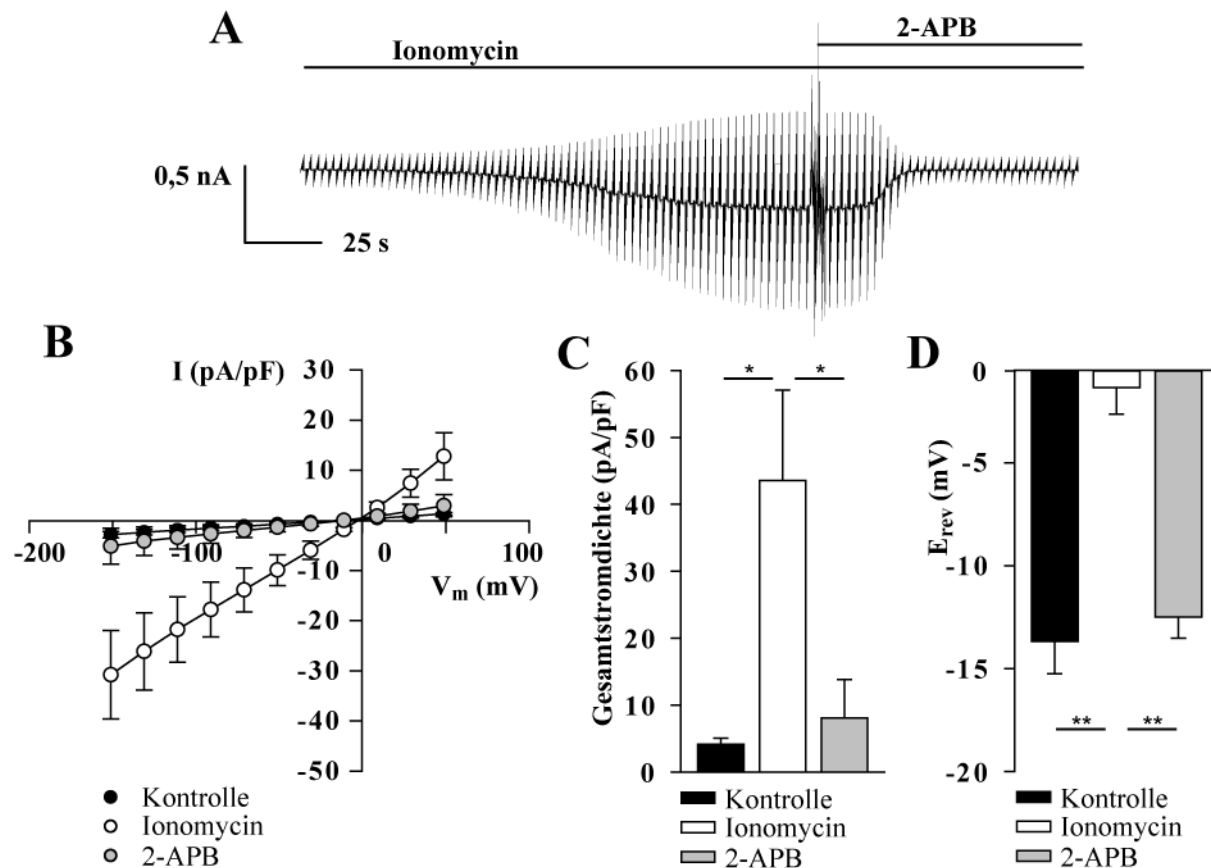 A
2-APB
Ionomycin
0,5 nA
25 s
B
I (pA/pF)
30
20
10
-200
-100
0
100
V_m (mV)
-10
-20
-30
-40
-50
Kontrolle
Ionomycin
2-APB
C
Gesamtstromdichte (pA/pF)
60
50
40
30
20
10
0
*
*
Kontrolle
Ionomycin
2-APB
D
E_rev (mV)
0
-5
-10
-15
-20
**
**
Kontrolle
Ionomycin
2-APB